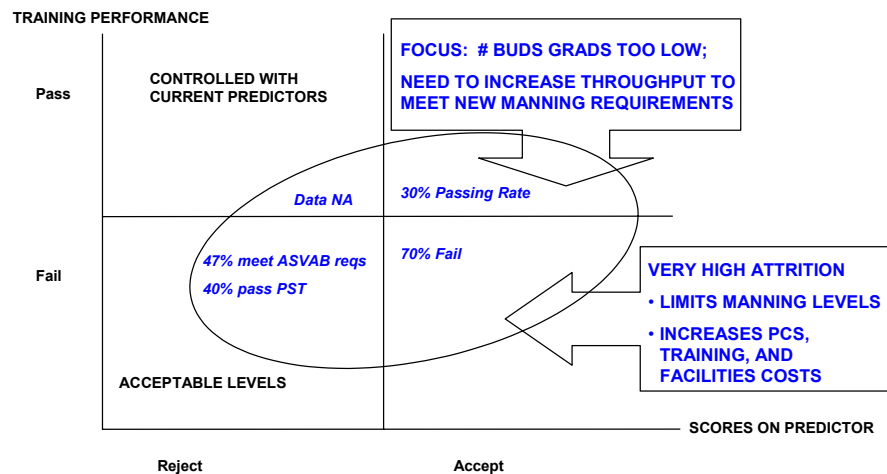 TRAINING PERFORMANCE
FOCUS: # BUDS GRADS TOO LOW;
NEED TO INCREASE THROUGHPUT TO
MEET NEW MANNING REQUIREMENTS
CONTROLLED WITH
CURRENT PREDICTORS
Pass
Data NA
30% Passing Rate
47% meet ASVAB reqs
40% pass PST
70% Fail
Fail
VERY HIGH ATTRITION
• LIMITS MANNING LEVELS
• INCREASES PCS,
TRAINING, AND
FACILITIES COSTS
ACCEPTABLE LEVELS
SCORES ON PREDICTOR
Reject
Accept